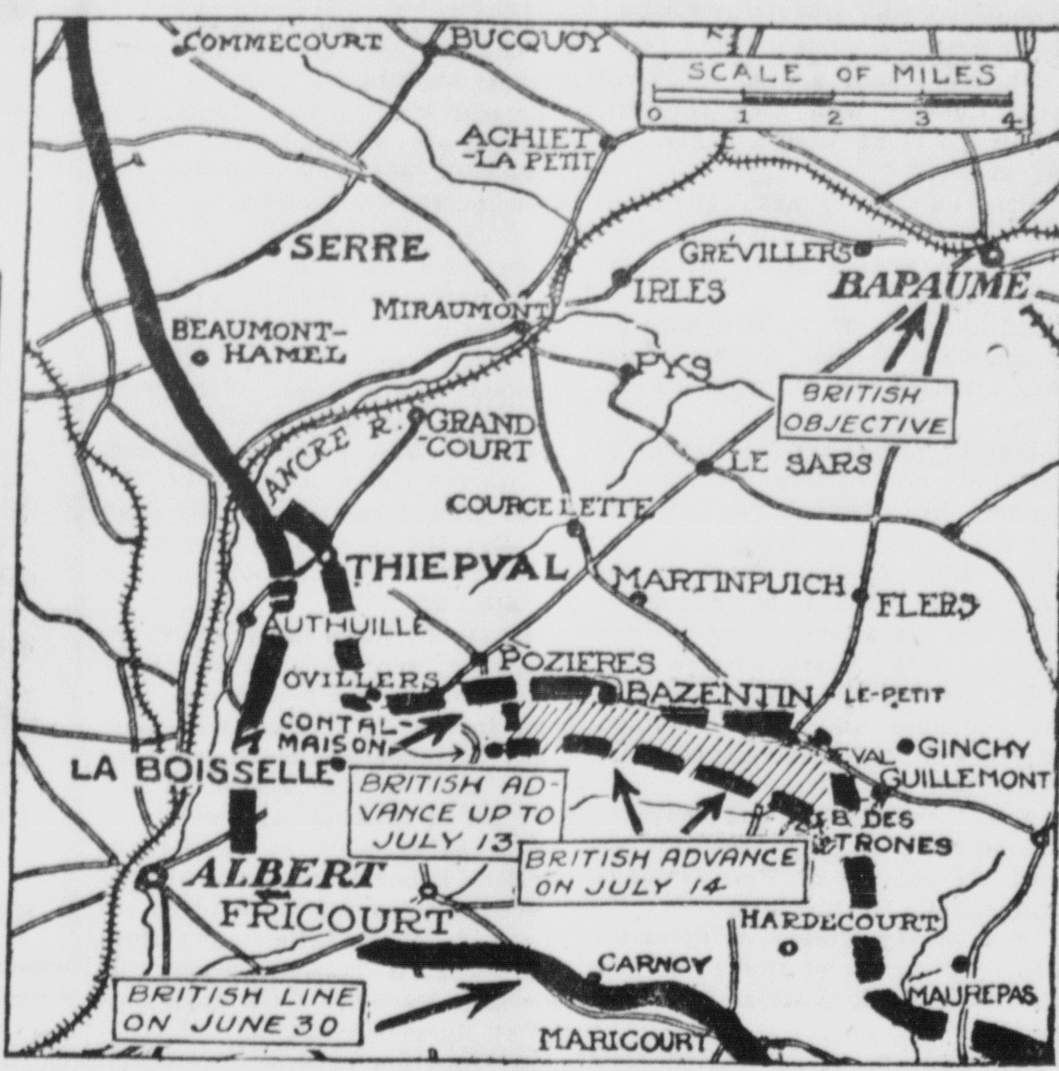 COMMECOURT
BUCQUOY
SCALE OF MILES
0 1 2 3 4
ACHIET
-LA PETIT
SERRE
GRÉVILLERS
BAPAUME
IRLES
MIRAUMONT
BEAUMONT-
HAMEL
PYS
BRITISH
OBJECTIVE
ANCRE R.
GRAND
-COURT
LE SARS
COURCELETTE
THIEPVAL
MARTINPUICH
FLERS
AUTHUILLE
POZIERES
OVILLERS
BAZENTIN
LE-PETIT
CONTAL-
MAISON
EVAL
GINCHY
LA BOISSELLE
GUILLEMONT
BRITISH AD-
VANCE UP TO
JULY 13
B. DES
TRONES
BRITISH ADVANCE
ON JULY 14
ALBERT
FRICOURT
HARDECOURT
CARNOY
MAUREPAS
BRITISH LINE
ON JUNE 30
MARICOURT